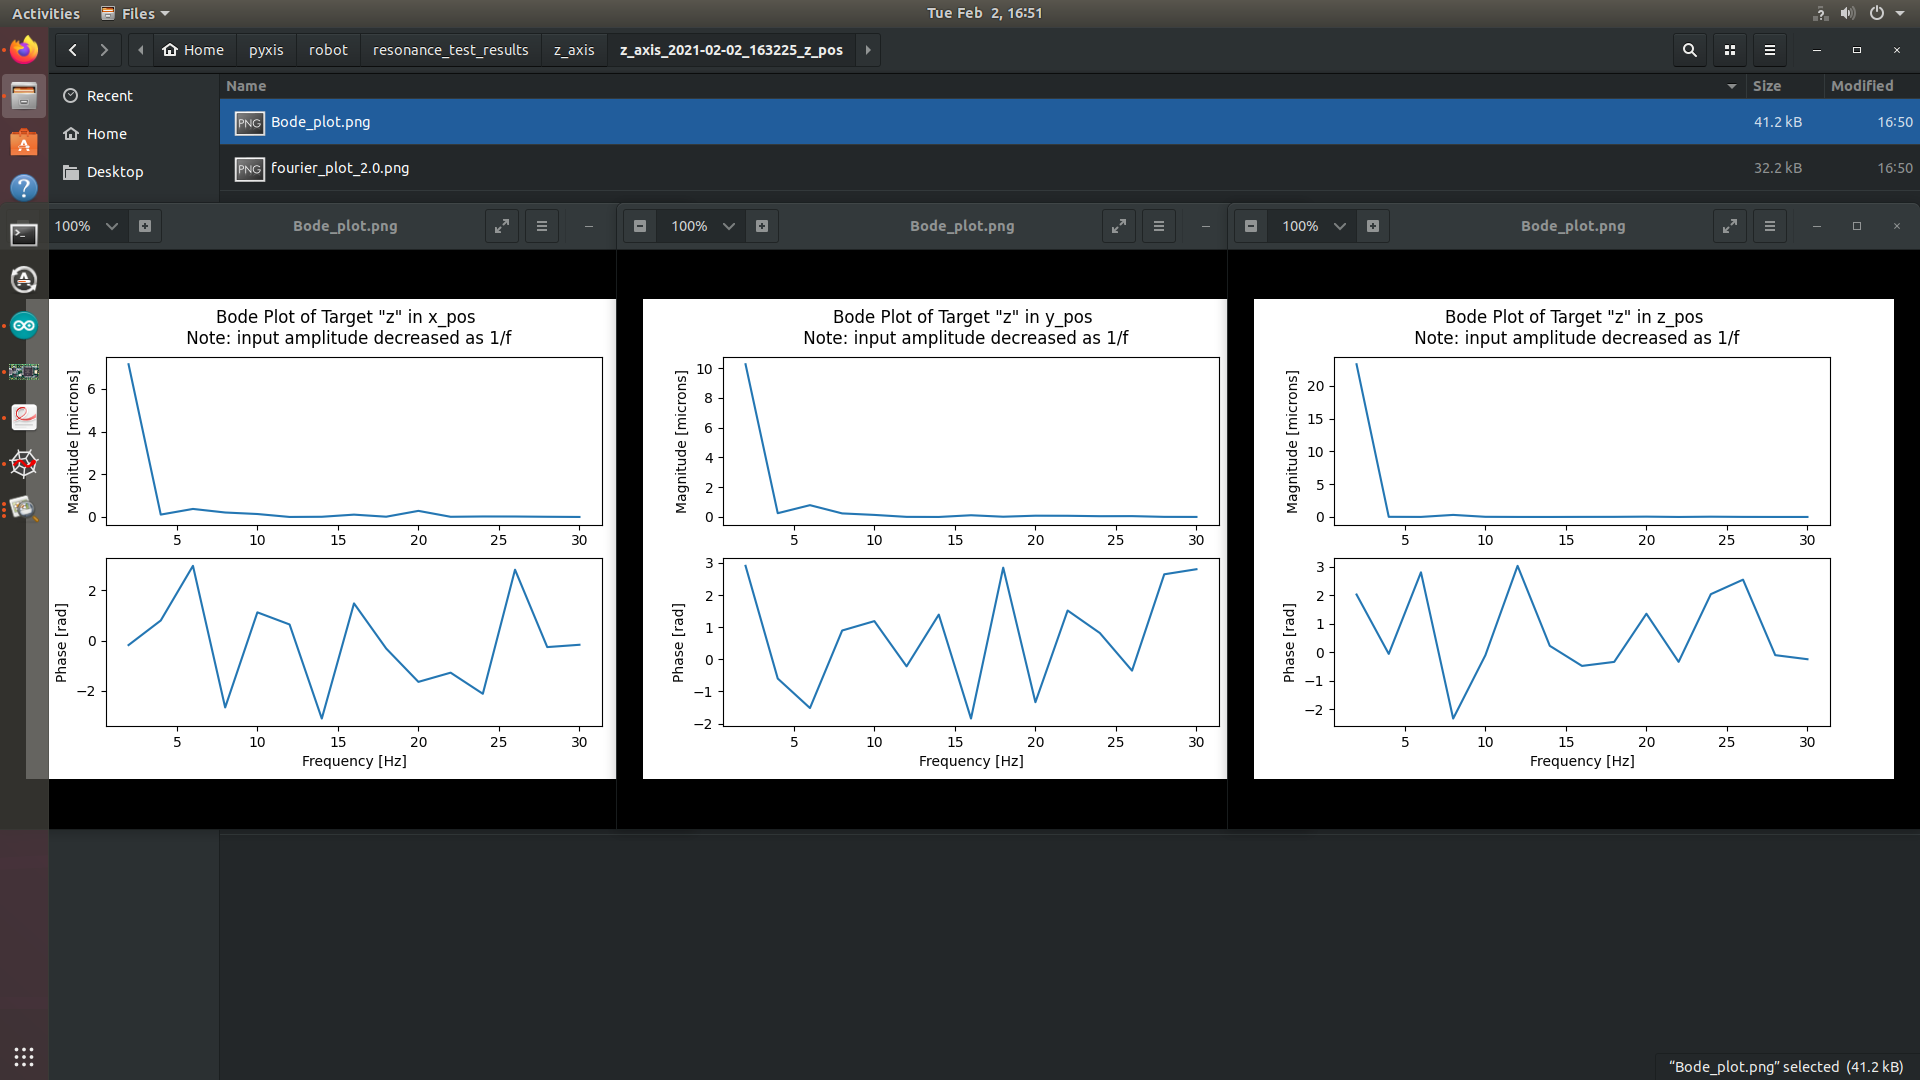 Activities Files Tue Feb 2, 16:51
Home pyxis robot resonance_test_results z_axis z_axis_2021-02-02_163225_z_pos
Name Size Modified
Recent
Home
Desktop
PNG Bode_plot.png 41.2 kB 16:50
PNG fourier_plot_2.0.png 32.2 kB 16:50
100% Bode_plot.png
Bode Plot of Target "z" in x_pos
Note: input amplitude decreased as 1/f
Magnitude [microns]
6
4
2
0
5 10 15 20 25 30
Phase [rad]
2
0
−2
5 10 15 20 25 30
Frequency [Hz]
100% Bode_plot.png
Bode Plot of Target "z" in y_pos
Note: input amplitude decreased as 1/f
Magnitude [microns]
10
8
6
4
2
0
5 10 15 20 25 30
Phase [rad]
3
2
1
0
−1
−2
5 10 15 20 25 30
Frequency [Hz]
100% Bode_plot.png
Bode Plot of Target "z" in z_pos
Note: input amplitude decreased as 1/f
Magnitude [microns]
20
15
10
5
0
5 10 15 20 25 30
Phase [rad]
3
2
1
0
−1
−2
5 10 15 20 25 30
Frequency [Hz]
“Bode_plot.png” selected (41.2 kB)